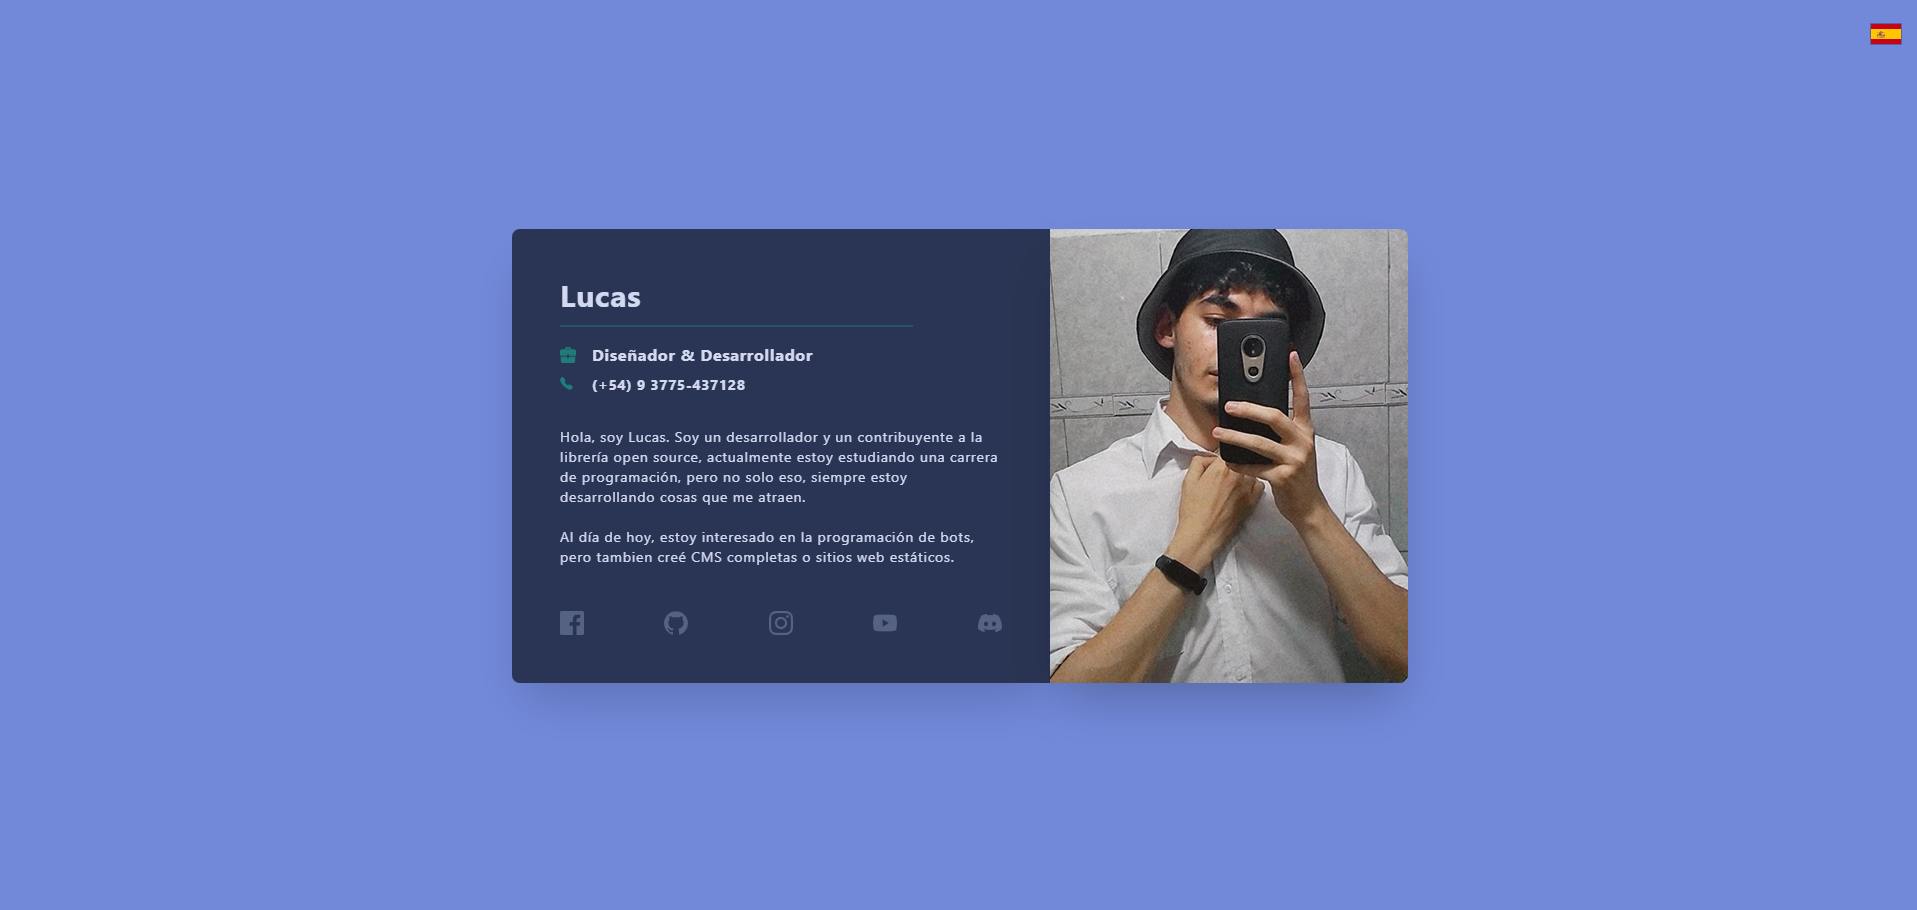 Lucas
Diseñador & Desarrollador
(+54) 9 3775-437128
Hola, soy Lucas. Soy un desarrollador y un contribuyente a la
librería open source, actualmente estoy estudiando una carrera
de programación, pero no solo eso, siempre estoy
desarrollando cosas que me atraen.
Al día de hoy, estoy interesado en la programación de bots,
pero tambien creé CMS completas o sitios web estáticos.